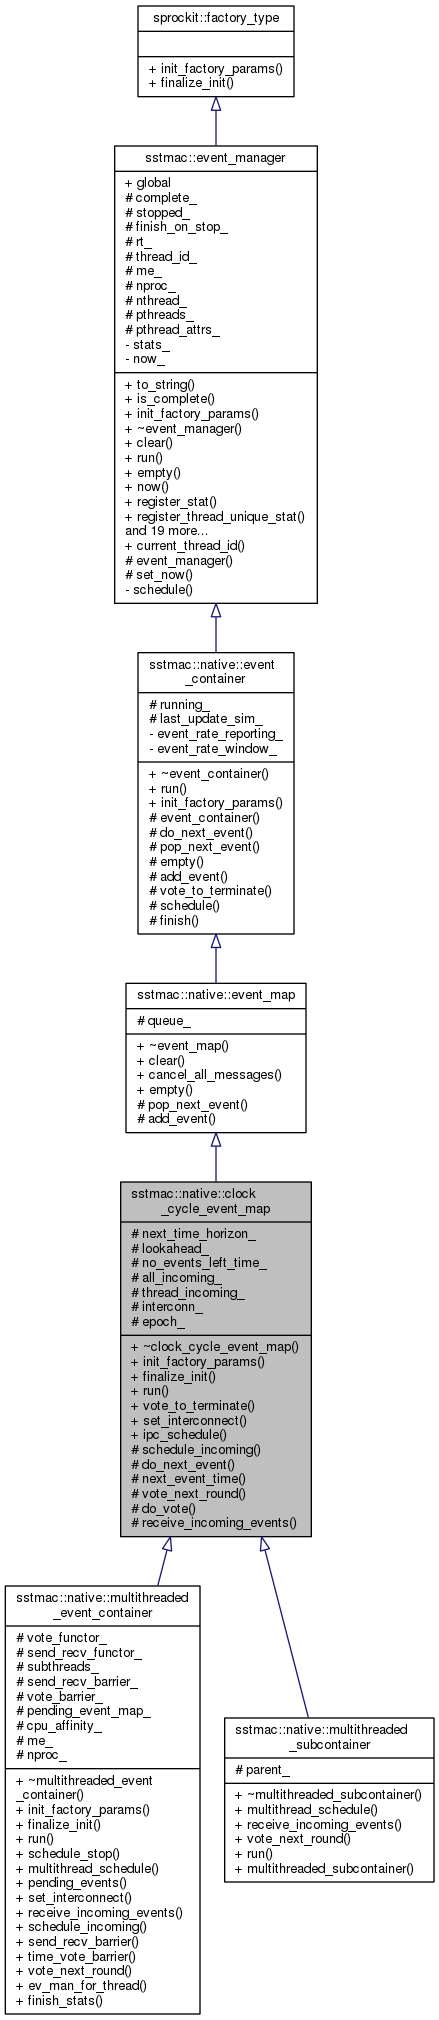 sprockit::factory_type
+ init_factory_params()
+ finalize_init()
sstmac::event_manager
+ global
# complete_
# stopped_
# finish_on_stop_
# rt_
# thread_id_
# me_
# nproc_
# nthread_
# pthreads_
# pthread_attrs_
- stats_
- now_
+ to_string()
+ is_complete()
+ init_factory_params()
+ ~event_manager()
+ clear()
+ run()
+ empty()
+ now()
+ register_stat()
+ register_thread_unique_stat()
and 19 more...
+ current_thread_id()
# event_manager()
# set_now()
- schedule()
sstmac::native::event
_container
# running_
# last_update_sim_
- event_rate_reporting_
- event_rate_window_
+ ~event_container()
+ run()
+ init_factory_params()
# event_container()
# do_next_event()
# pop_next_event()
# empty()
# add_event()
# vote_to_terminate()
# schedule()
# finish()
sstmac::native::event_map
# queue_
+ ~event_map()
+ clear()
+ cancel_all_messages()
+ empty()
# pop_next_event()
# add_event()
sstmac::native::clock
_cycle_event_map
# next_time_horizon_
# lookahead_
# no_events_left_time_
# all_incoming_
# thread_incoming_
# interconn_
# epoch_
+ ~clock_cycle_event_map()
+ init_factory_params()
+ finalize_init()
+ run()
+ vote_to_terminate()
+ set_interconnect()
+ ipc_schedule()
# schedule_incoming()
# do_next_event()
# next_event_time()
# vote_next_round()
# do_vote()
# receive_incoming_events()
sstmac::native::multithreaded
_event_container
# vote_functor_
# send_recv_functor_
# subthreads_
# send_recv_barrier_
# vote_barrier_
# pending_event_map_
# cpu_affinity_
# me_
# nproc_
+ ~multithreaded_event
_container()
+ init_factory_params()
+ finalize_init()
+ run()
+ schedule_stop()
+ multithread_schedule()
+ pending_events()
+ set_interconnect()
+ receive_incoming_events()
+ schedule_incoming()
+ send_recv_barrier()
+ time_vote_barrier()
+ vote_next_round()
+ ev_man_for_thread()
+ finish_stats()
sstmac::native::multithreaded
_subcontainer
# parent_
+ ~multithreaded_subcontainer()
+ multithread_schedule()
+ receive_incoming_events()
+ vote_next_round()
+ run()
+ multithreaded_subcontainer()